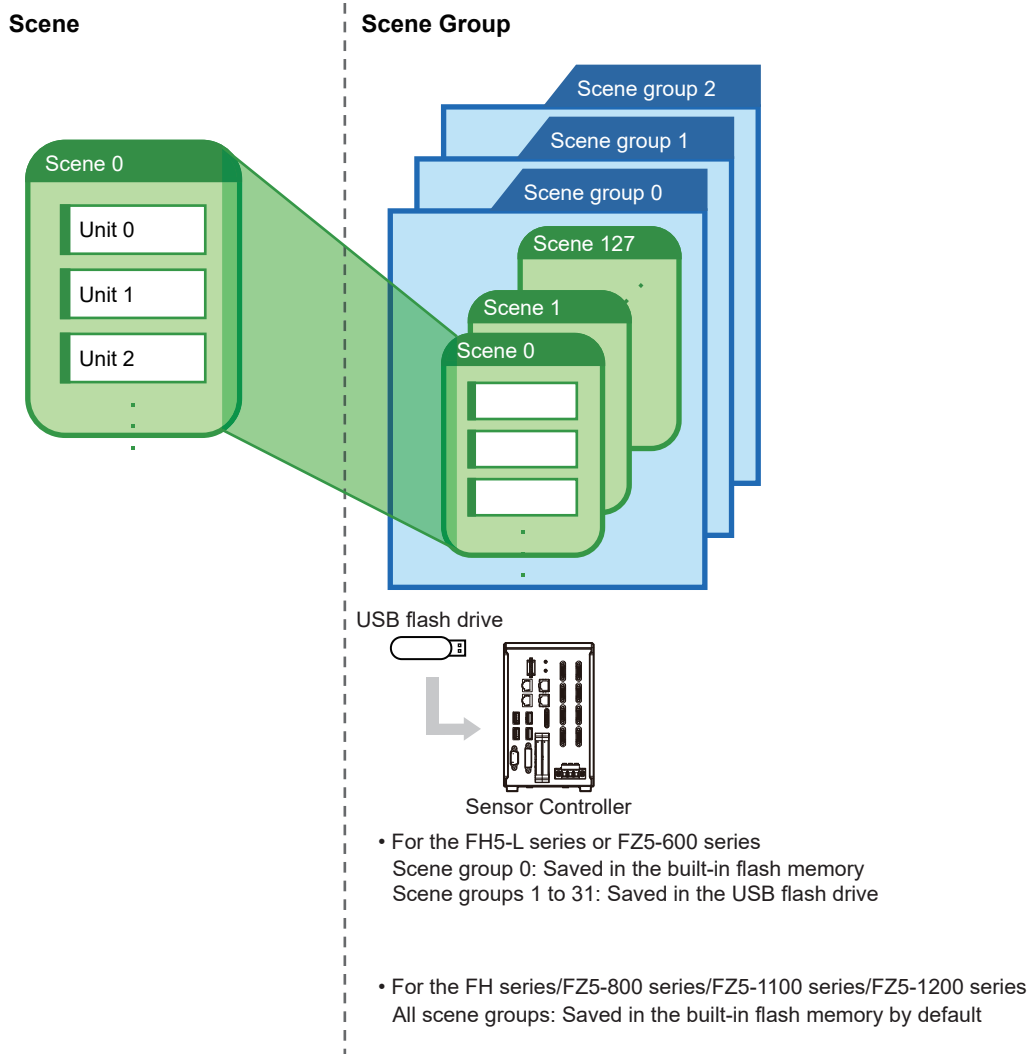 Scene
Scene Group
Scene group 2
Scene group 1
Scene group 0
Scene 127
Scene 1
Scene 0
Scene 0
Unit 0
Unit 1
Unit 2
USB flash drive
Sensor Controller
• For the FH5-L series or FZ5-600 series
Scene group 0: Saved in the built-in flash memory
Scene groups 1 to 31: Saved in the USB flash drive
• For the FH series/FZ5-800 series/FZ5-1100 series/FZ5-1200 series
All scene groups: Saved in the built-in flash memory by default